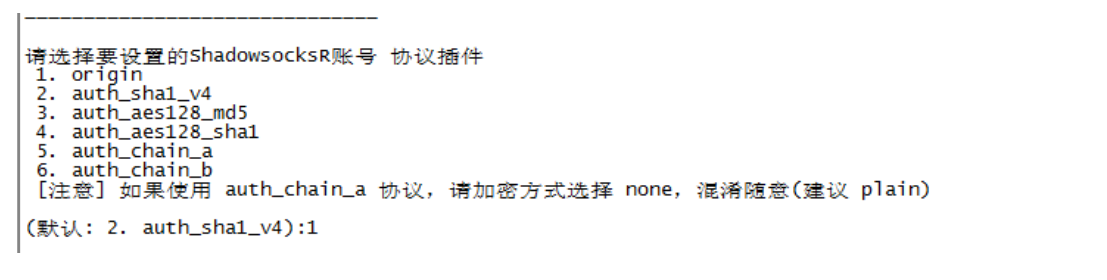 请选择要设置的ShadowsocksR账号 协议插件
1. origin
2. auth_sha1_v4
3. auth_aes128_md5
4. auth_aes128_sha1
5. auth_chain_a
6. auth_chain_b
[注意] 如果使用 auth_chain_a 协议，请加密方式选择 none，混淆随意(建议 plain)
(默认: 2. auth_sha1_v4):1